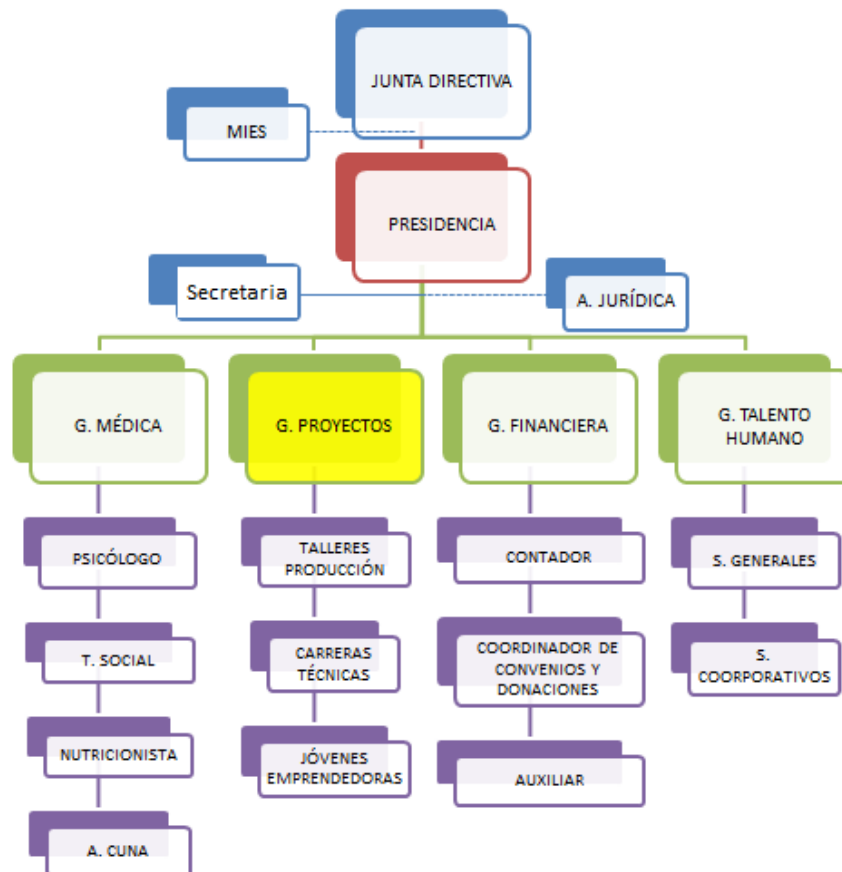 JUNTA DIRECTIVA
MIES
PRESIDENCIA
Secretaria
A. JURÍDICA
G. MÉDICA
G. PROYECTOS
G. FINANCIERA
G. TALENTO
HUMANO
PSICÓLOGO
TALLERES
PRODUCCIÓN
CONTADOR
S. GENERALES
T. SOCIAL
CARRERAS
TÉCNICAS
COORDINADOR DE
CONVENIOS Y
DONACIONES
S.
COORPORATIVOS
NUTRICIONISTA
JÓVENES
EMPRENDEDORAS
AUXILIAR
A. CUNA